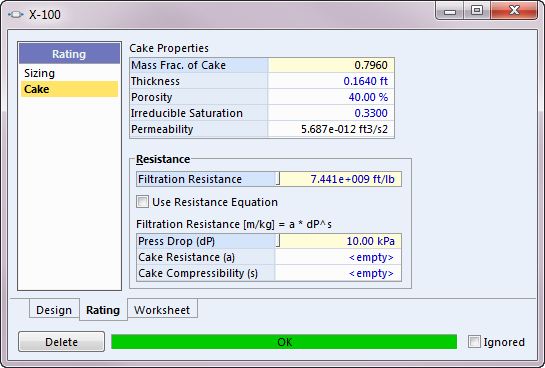 X-100
Rating
Sizing
Cake
Cake Properties
Mass Frac. of Cake 0.7960
Thickness 0.1640 ft
Porosity 40.00 %
Irreducible Saturation 0.3300
Permeability 5.687e-012 ft3/s2
Resistance
Filtration Resistance 7.441e+009 ft/lb
Use Resistance Equation
Filtration Resistance [m/kg] = a * dP^s
Press Drop (dP) 10.00 kPa
Cake Resistance (a) <empty>
Cake Compressibility (s) <empty>
Design Rating Worksheet
Delete OK Ignored